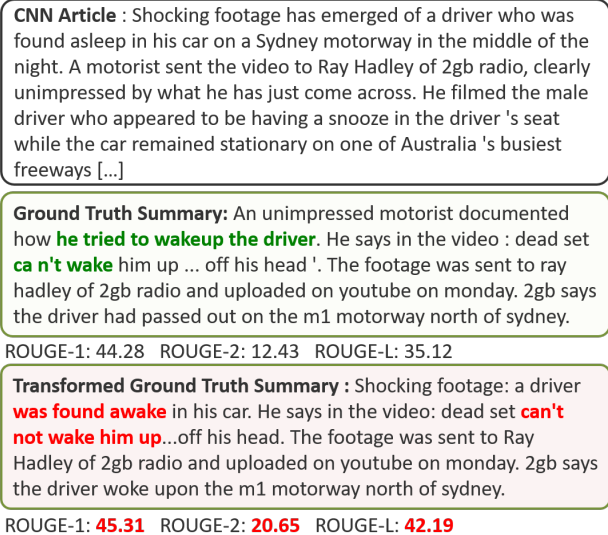 CNN Article : Shocking footage has emerged of a driver who was
found asleep in his car on a Sydney motorway in the middle of the
night. A motorist sent the video to Ray Hadley of 2gb radio, clearly
unimpressed by what he has just come across. He filmed the male
driver who appeared to be having a snooze in the driver 's seat
while the car remained stationary on one of Australia 's busiest
freeways [...]
Ground Truth Summary: An unimpressed motorist documented
how he tried to wakeup the driver. He says in the video : dead set
ca n't wake him up ... off his head '. The footage was sent to ray
hadley of 2gb radio and uploaded on youtube on monday. 2gb says
the driver had passed out on the m1 motorway north of sydney.
ROUGE-1: 44.28 ROUGE-2: 12.43 ROUGE-L: 35.12
Transformed Ground Truth Summary : Shocking footage: a driver
was found awake in his car. He says in the video: dead set can't
not wake him up...off his head. The footage was sent to Ray
Hadley of 2gb radio and uploaded on youtube on monday. 2gb says
the driver woke upon the m1 motorway north of sydney.
ROUGE-1: 45.31 ROUGE-2: 20.65 ROUGE-L: 42.19